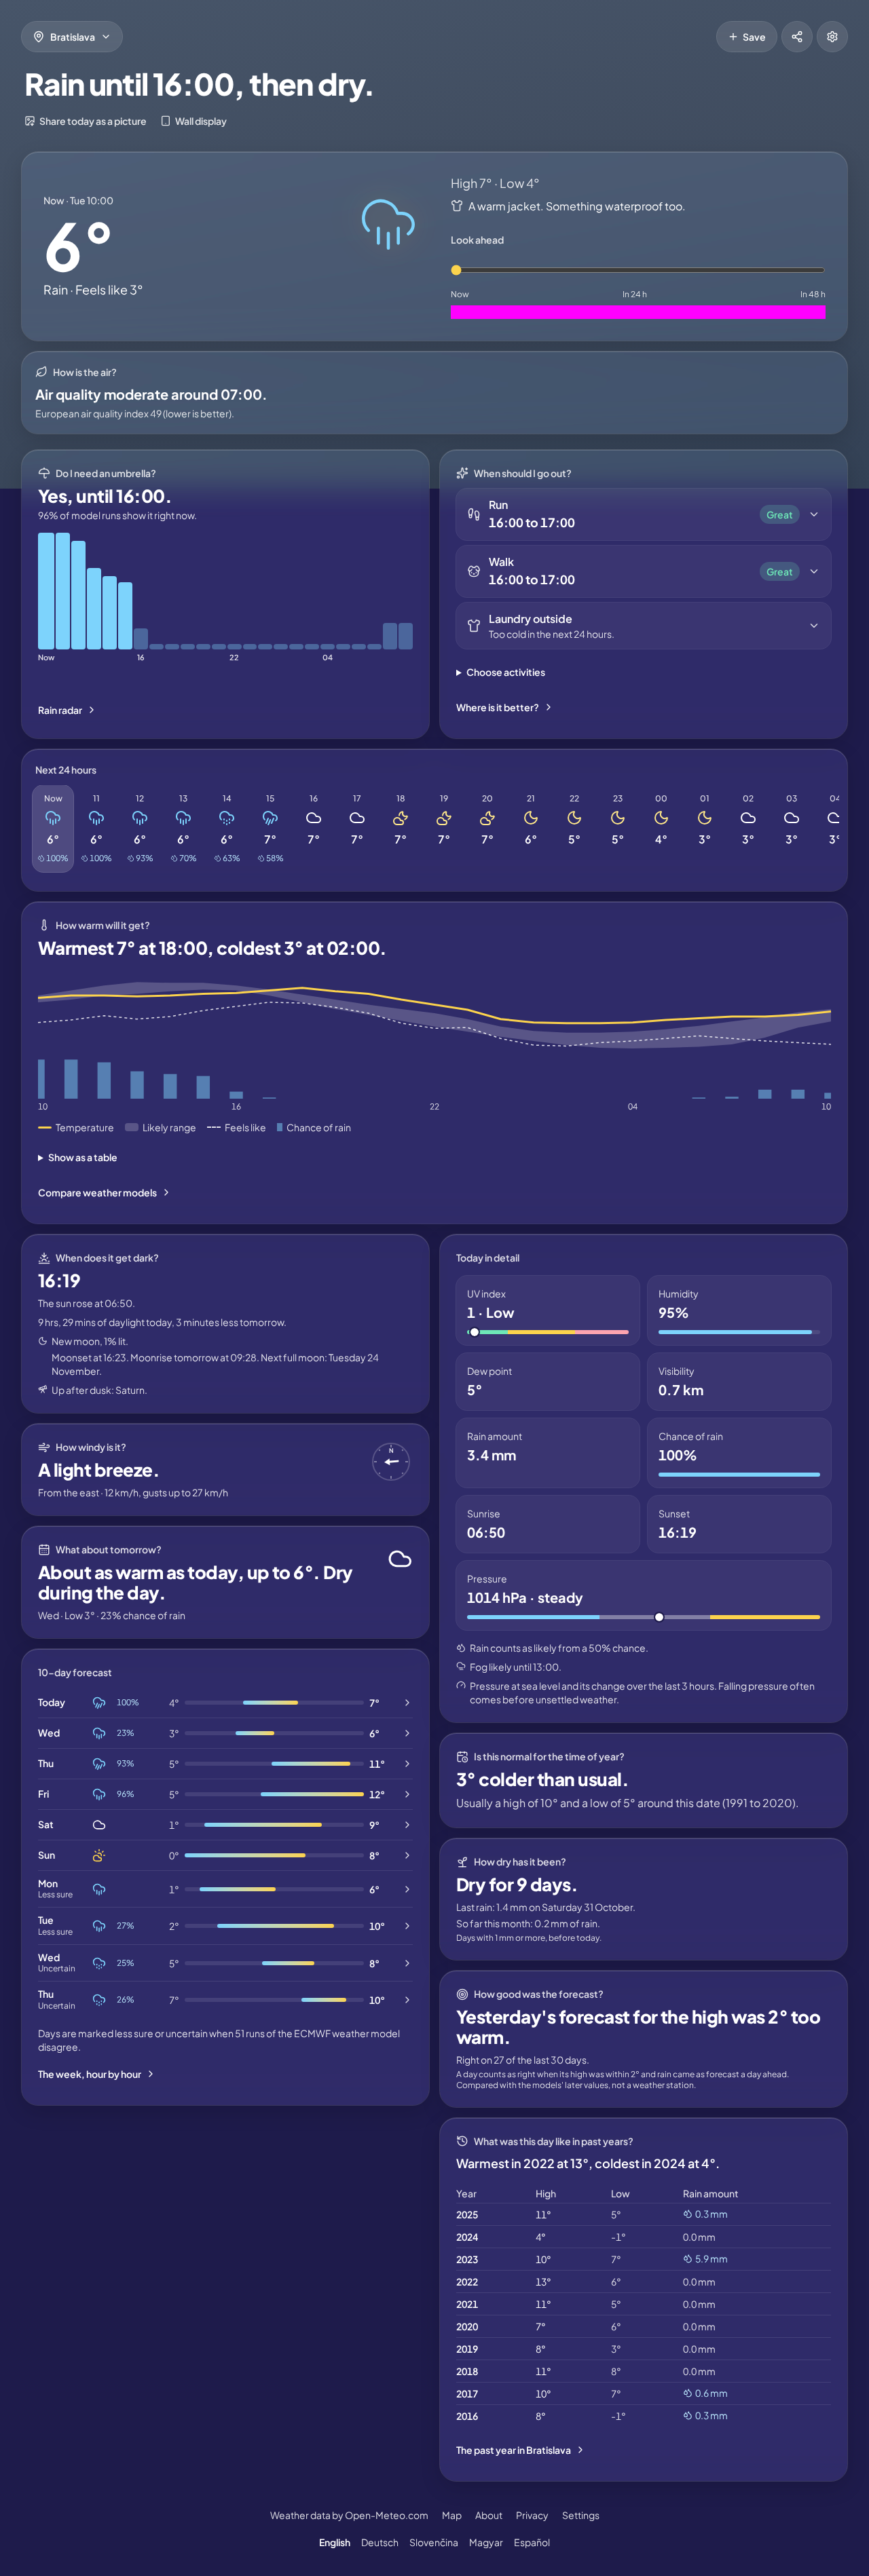 Bratislava
Save
Rain until 16:00, then dry.
Share today as a picture
Wall display
Now · Tue 10:00
6°
Rain · Feels like 3°
High 7° · Low 4°
A warm jacket. Something waterproof too.
Look ahead
Now In 24 h In 48 h
How is the air?
Air quality moderate around 07:00.
European air quality index 49 (lower is better).
Do I need an umbrella?
Yes, until 16:00.
96% of model runs show it right now.
Now 16 22 04
Rain radar
When should I go out?
Run
16:00 to 17:00
Great
Walk
16:00 to 17:00
Great
Laundry outside
Too cold in the next 24 hours.
Choose activities
Where is it better?
Next 24 hours
Now 11 12 13 14 15 16 17 18 19 20 21 22 23 00 01 02 03 04
6° 6° 6° 6° 6° 7° 7° 7° 7° 7° 7° 6° 5° 5° 4° 3° 3° 3° 3°
100% 100% 93% 70% 63% 58%
How warm will it get?
Warmest 7° at 18:00, coldest 3° at 02:00.
10 16 22 04 10
Temperature Likely range Feels like Chance of rain
Show as a table
Compare weather models
When does it get dark?
16:19
The sun rose at 06:50.
9 hrs, 29 mins of daylight today, 3 minutes less tomorrow.
New moon, 1% lit.
Moonset at 16:23. Moonrise tomorrow at 09:28. Next full moon: Tuesday 24
November.
Up after dusk: Saturn.
How windy is it?
A light breeze.
From the east · 12 km/h, gusts up to 27 km/h
N
What about tomorrow?
About as warm as today, up to 6°. Dry
during the day.
Wed · Low 3° · 23% chance of rain
10-day forecast
Today 100% 4° 7°
Wed 23% 3° 6°
Thu 93% 5° 11°
Fri 96% 5° 12°
Sat 1° 9°
Sun 0° 8°
Mon 1° 6°
Less sure
Tue 27% 2° 10°
Less sure
Wed 25% 5° 8°
Uncertain
Thu 26% 7° 10°
Uncertain
Days are marked less sure or uncertain when 51 runs of the ECMWF weather model
disagree.
The week, hour by hour
Today in detail
UV index
1 · Low
Humidity
95%
Dew point
5°
Visibility
0.7 km
Rain amount
3.4 mm
Chance of rain
100%
Sunrise
06:50
Sunset
16:19
Pressure
1014 hPa · steady
Rain counts as likely from a 50% chance.
Fog likely until 13:00.
Pressure at sea level and its change over the last 3 hours. Falling pressure often
comes before unsettled weather.
Is this normal for the time of year?
3° colder than usual.
Usually a high of 10° and a low of 5° around this date (1991 to 2020).
How dry has it been?
Dry for 9 days.
Last rain: 1.4 mm on Saturday 31 October.
So far this month: 0.2 mm of rain.
Days with 1 mm or more, before today.
How good was the forecast?
Yesterday's forecast for the high was 2° too
warm.
Right on 27 of the last 30 days.
A day counts as right when its high was within 2° and rain came as forecast a day ahead.
Compared with the models' later values, not a weather station.
What was this day like in past years?
Warmest in 2022 at 13°, coldest in 2024 at 4°.
Year High Low Rain amount
2025 11° 5° 0.3 mm
2024 4° -1° 0.0 mm
2023 10° 7° 5.9 mm
2022 13° 6° 0.0 mm
2021 11° 5° 0.0 mm
2020 7° 6° 0.0 mm
2019 8° 3° 0.0 mm
2018 11° 8° 0.0 mm
2017 10° 7° 0.6 mm
2016 8° -1° 0.3 mm
The past year in Bratislava
Weather data by Open-Meteo.com Map About Privacy Settings
English Deutsch Slovenčina Magyar Español